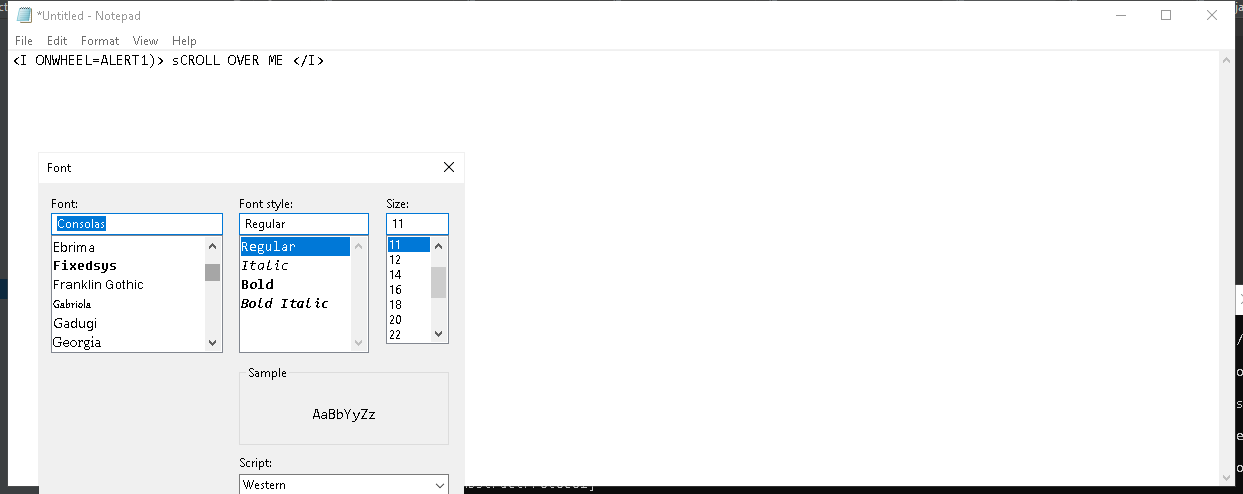 *Untitled - Notepad
File Edit Format View Help
<I ONWHEEL=ALERT1)> sCROLL OVER ME </I>
Font
Font: Font style: Size:
Consolas Regular 11
Ebrima Regular 11
Fixedsys Italic 12
Franklin Gothic Bold 14
Gabriola Bold Italic 16
Gadugi 18
Georgia 20
22
Sample
AaBbYyZz
Script:
Western